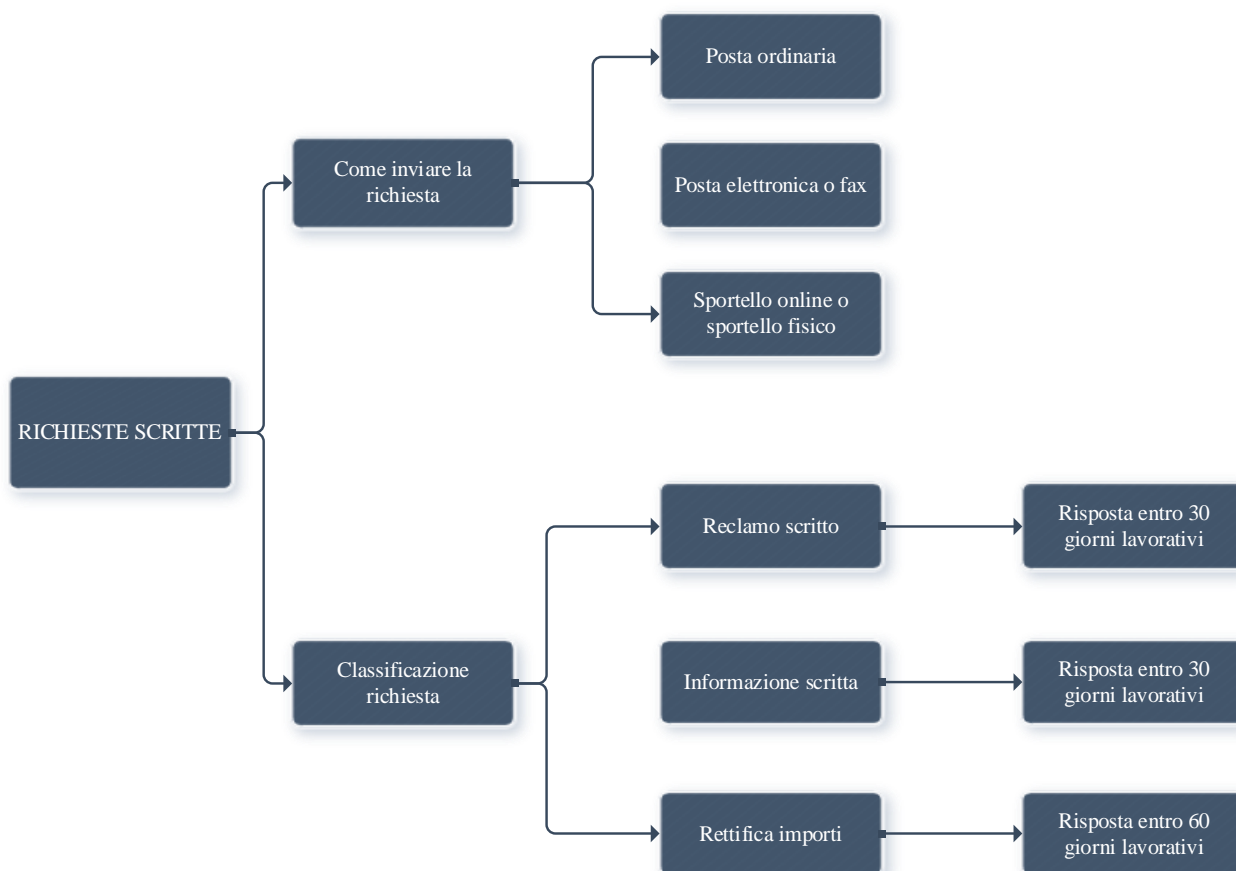 Posta ordinaria
Come inviare la
richiesta
Posta elettronica o fax
Sportello online o
sportello fisico
RICHIESTE SCRITTE
Reclamo scritto
Risposta entro 30
giorni lavorativi
Classificazione
richiesta
Informazione scritta
Risposta entro 30
giorni lavorativi
Rettifica importi
Risposta entro 60
giorni lavorativi